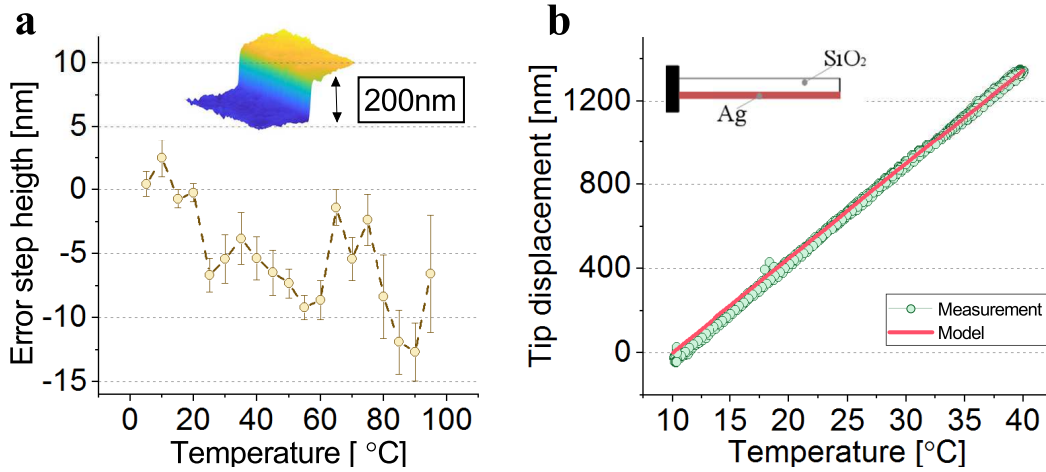 a
Error step heigth [nm]
10
5
0
-5
-10
-15
200nm
0
20
40
60
80
100
Temperature [ °C]
b
Tip displacement [nm]
1200
800
400
0
SiO₂
Ag
Measurement
Model
10
15
20
25
30
35
40
Temperature [°C]